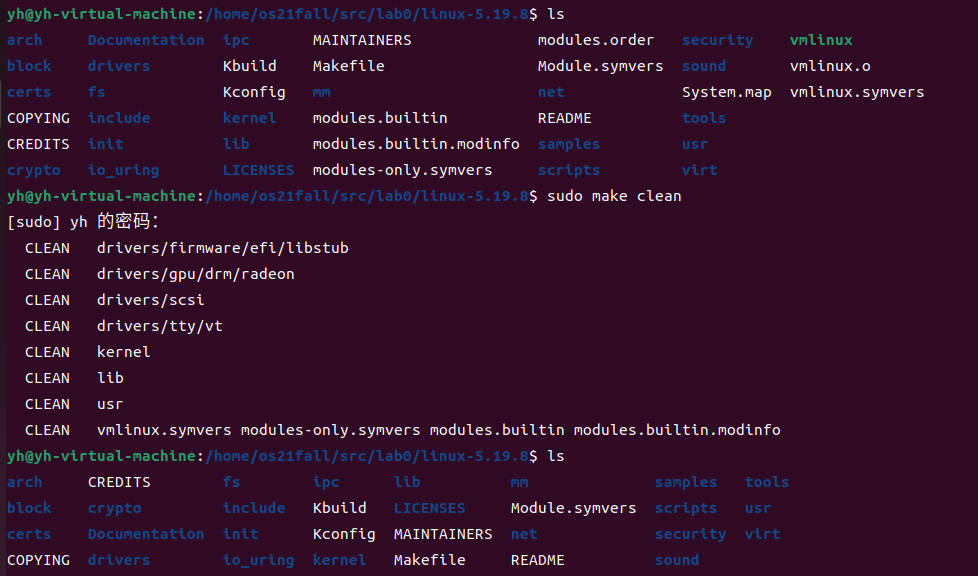 yh@yh-virtual-machine:/home/os21fall/src/lab0/linux-5.19.8$ ls
arch Documentation ipc MAINTAINERS modules.order security vmlinux
block drivers Kbuild Makefile Module.symvers sound vmlinux.o
certs fs Kconfig mm net System.map vmlinux.symvers
COPYING include kernel modules.builtin README tools
CREDITS init lib modules.builtin.modinfo samples usr
crypto io_uring LICENSES modules-only.symvers scripts virt
yh@yh-virtual-machine:/home/os21fall/src/lab0/linux-5.19.8$ sudo make clean
[sudo] yh 的密码：
CLEAN drivers/firmware/efi/libstub
CLEAN drivers/gpu/drm/radeon
CLEAN drivers/scsi
CLEAN drivers/tty/vt
CLEAN kernel
CLEAN lib
CLEAN usr
CLEAN vmlinux.symvers modules-only.symvers modules.builtin modules.builtin.modinfo
yh@yh-virtual-machine:/home/os21fall/src/lab0/linux-5.19.8$ ls
arch CREDITS fs ipc lib mm samples tools
block crypto include Kbuild LICENSES Module.symvers scripts usr
certs Documentation init Kconfig MAINTAINERS net security virt
COPYING drivers io_uring kernel Makefile README sound